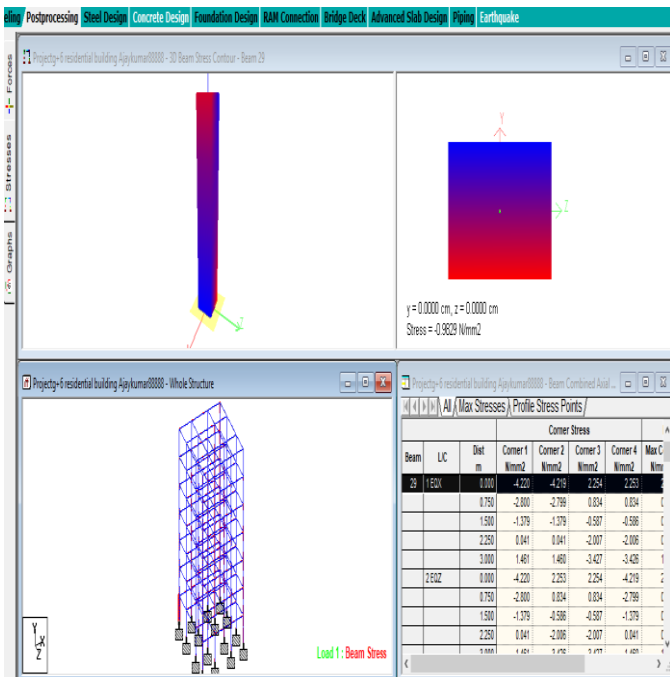 eling Postprocessing Steel Design Concrete Design Foundation Design RAM Connection Bridge Deck Advanced Slab Design Piping Earthquake
Forces
Stresses
Graphs
Projectg+6 residential building Ajaykumar88888 - 3D Beam Stress Contour - Beam 29
Z
Y
Z
y = 0.0000 cm, z = 0.0000 cm
Stress = -0.9829 N/mm2
Projectg+6 residential building Ajaykumar88888 - Whole Structure
Y
X
Z
Load 1 : Beam Stress
Projectg+6 residential building Ajaykumar88888 - Beam Combined Axial ...
All Max Stresses Profile Stress Points
Corner Stress
Beam L/C Dist m Corner 1 N/mm2 Corner 2 N/mm2 Corner 3 N/mm2 Corner 4 N/mm2 Max C N/m
29 1 EQX 0.000 -4.220 -4.219 2.254 2.253 2
0.750 -2.800 -2.799 0.834 0.834
1.500 -1.379 -1.379 -0.587 -0.586
2.250 0.041 0.041 -2.007 -2.006
3.000 1.461 1.460 -3.427 -3.426 1
2 EQZ 0.000 -4.220 2.253 2.254 -4.219 2
0.750 -2.800 0.834 0.834 -2.799
1.500 -1.379 -0.586 -0.587 -1.379
2.250 0.041 -2.006 -2.007 0.041